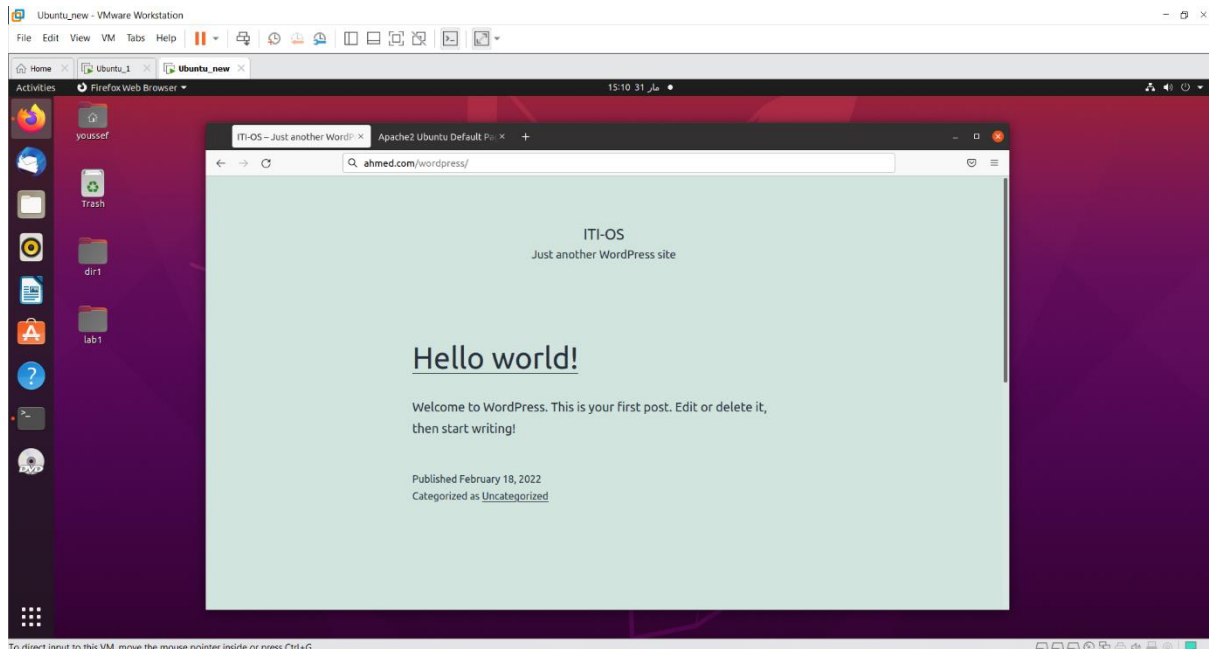 Ubuntu_new - VMware Workstation
File Edit View VM Tabs Help
Home Ubuntu_1 Ubuntu_new
Activities Firefox Web Browser 15:10 31 مار
youssef
Trash
dir1
lab1
DVD
ITI-OS – Just another WordP Apache2 Ubuntu Default Pa
ahmed.com/wordpress/
ITI-OS
Just another WordPress site
Hello world!
Welcome to WordPress. This is your first post. Edit or delete it,
then start writing!
Published February 18, 2022
Categorized as Uncategorized
To direct input to this VM, move the mouse pointer inside or press Ctrl+G.